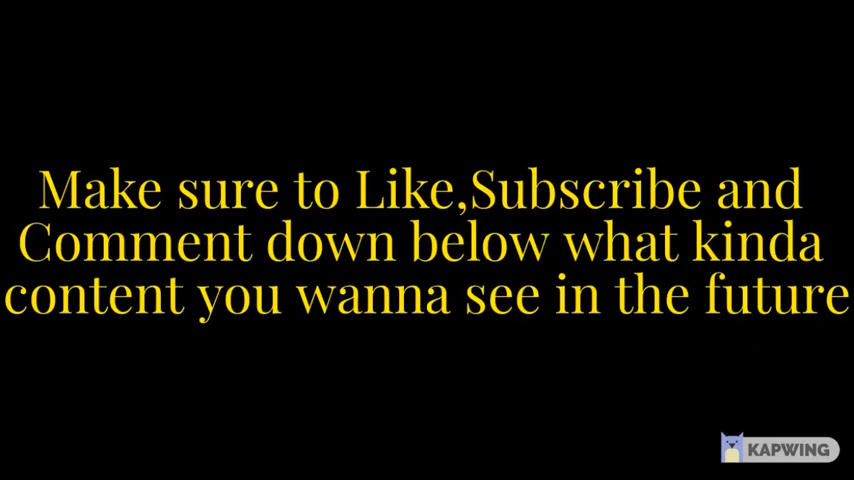 Make sure to Like,Subscribe and
Comment down below what kinda
content you wanna see in the future
KAPWING